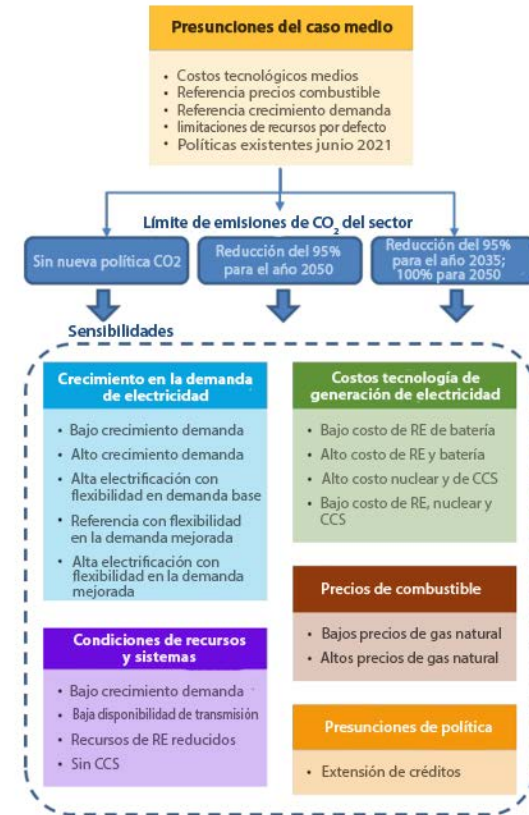 Presunciones del caso medio
• Costos tecnológicos medios
• Referencia precios combustible
• Referencia crecimiento demanda
• limitaciones de recursos por defecto
• Políticas existentes junio 2021
Límite de emisiones de CO₂ del sector
Sin nueva política CO2
Reducción del 95%
para el año 2050
Reducción del 95%
para el año 2035;
100% para 2050
Sensibilidades
Crecimiento en la demanda
de electricidad
• Bajo crecimiento demanda
• Alto crecimiento demanda
• Alta electrificación con
flexibilidad en demanda base
• Referencia con flexibilidad
en la demanda mejorada
• Alta electrificación con
flexibilidad en la demanda
mejorada
Condiciones de recursos
y sistemas
• Bajo crecimiento demanda
• Baja disponibilidad de transmisión
• Recursos de RE reducidos
• Sin CCS
Costos tecnología de
generación de electricidad
• Bajo costo de RE de batería
• Alto costo de RE y batería
• Alto costo nuclear y de CCS
• Bajo costo de RE, nuclear y
CCS
Precios de combustible
• Bajos precios de gas natural
• Altos precios de gas natural
Presunciones de política
• Extensión de créditos